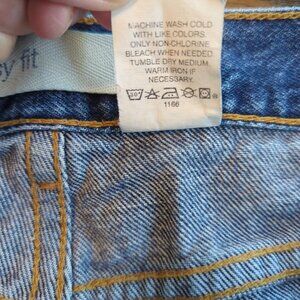 MACHINE WASH COLD
WITH LIKE COLORS.
ONLY NON-CHLORINE
BLEACH WHEN NEEDED.
TUMBLE DRY MEDIUM.
WARM IRON IF
NECESSARY.
30°
1166
y fit